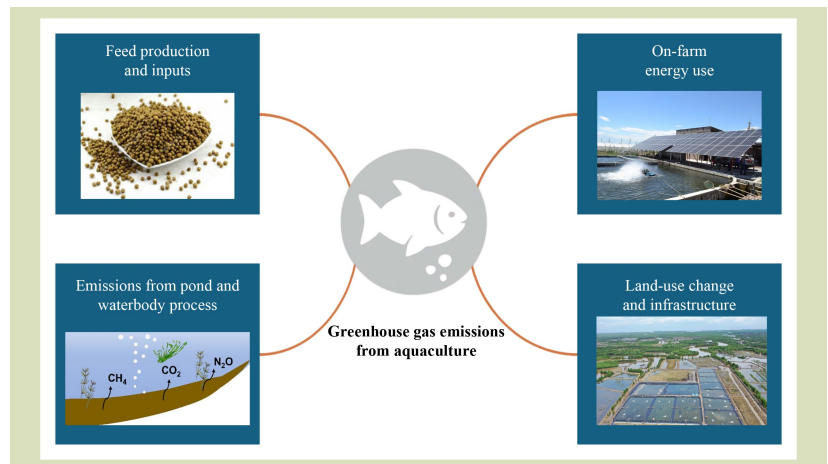 Feed production
and inputs
On-farm
energy use
Emissions from pond and
waterbody process
CH₄
CO₂
N₂O
Greenhouse gas emissions
from aquaculture
Land-use change
and infrastructure